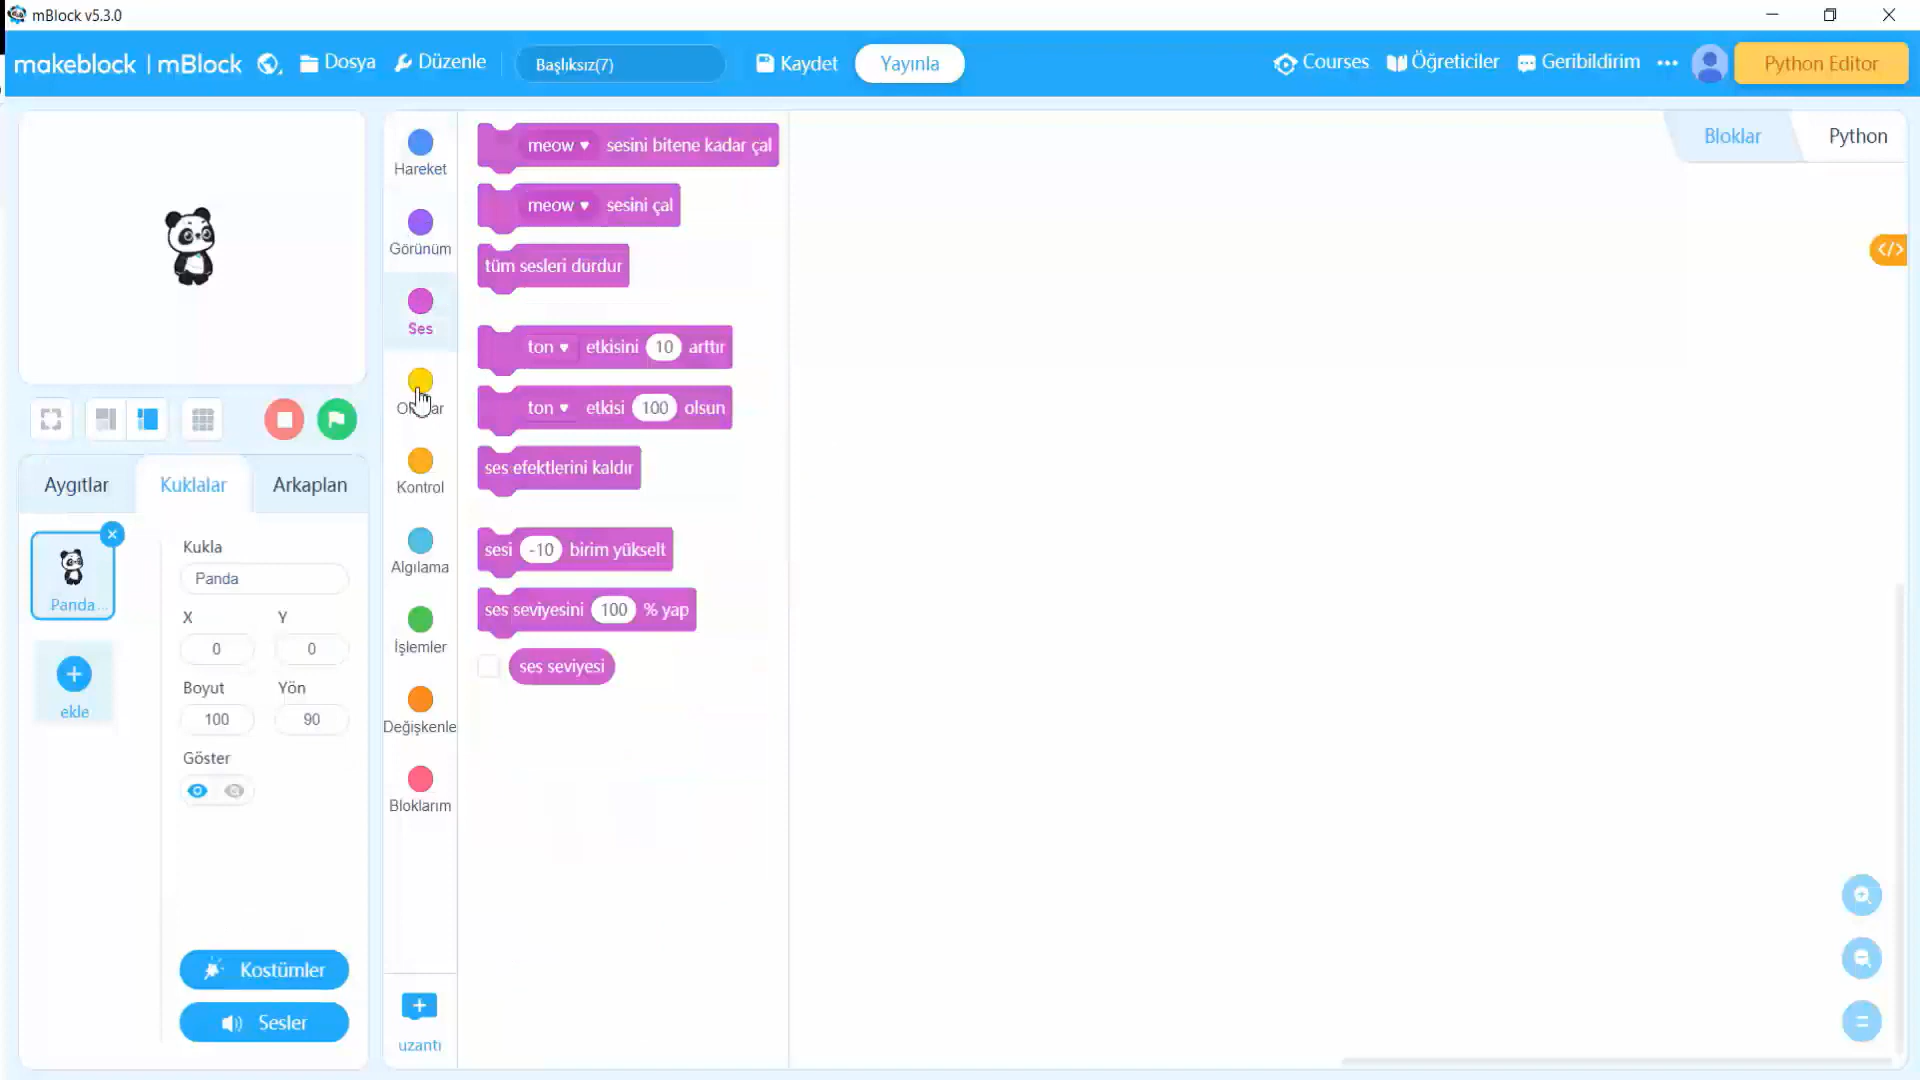 mBlock v5.3.0
makeblock | mBlock
Dosya
Düzenle
Başlıksız(7)
Kaydet
Yayınla
Courses
Öğreticiler
Geribildirim
Python Editor
Hareket
Görünüm
Ses
Kontrol
Algılama
İşlemler
Değişkenle
Bloklarım
uzantı
meow sesini bitene kadar çal
meow sesini çal
tüm sesleri durdur
ton etkisini 10 arttır
ton etkisi 100 olsun
ses efektlerini kaldır
sesi -10 birim yükselt
ses seviyesini 100 % yap
ses seviyesi
Bloklar
Python
</>
Aygıtlar
Kuklalar
Arkaplan
Panda...
ekle
Kukla
Panda
X
Y
0
0
Boyut
Yön
100
90
Göster
Kostümler
Sesler